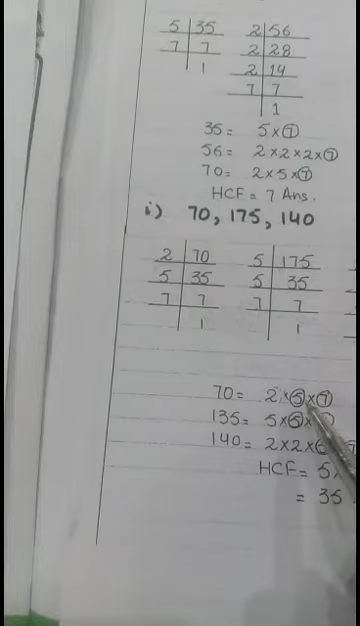 5 | 35  2 | 56
7 | 7  2 | 28
1  2 | 14
7 | 7
1
35 = 5 × 7
56 = 2 × 2 × 2 × 7
70 = 2 × 5 × 7
HCF = 7 Ans.
i) 70, 175, 140
2 | 70  5 | 175
5 | 35  5 | 35
7 | 7  7 | 7
1  1
70 = 2 × 5 × 7
135 = 5 × 5 ×
140 = 2 × 2 ×
HCF = 5 ×
= 35